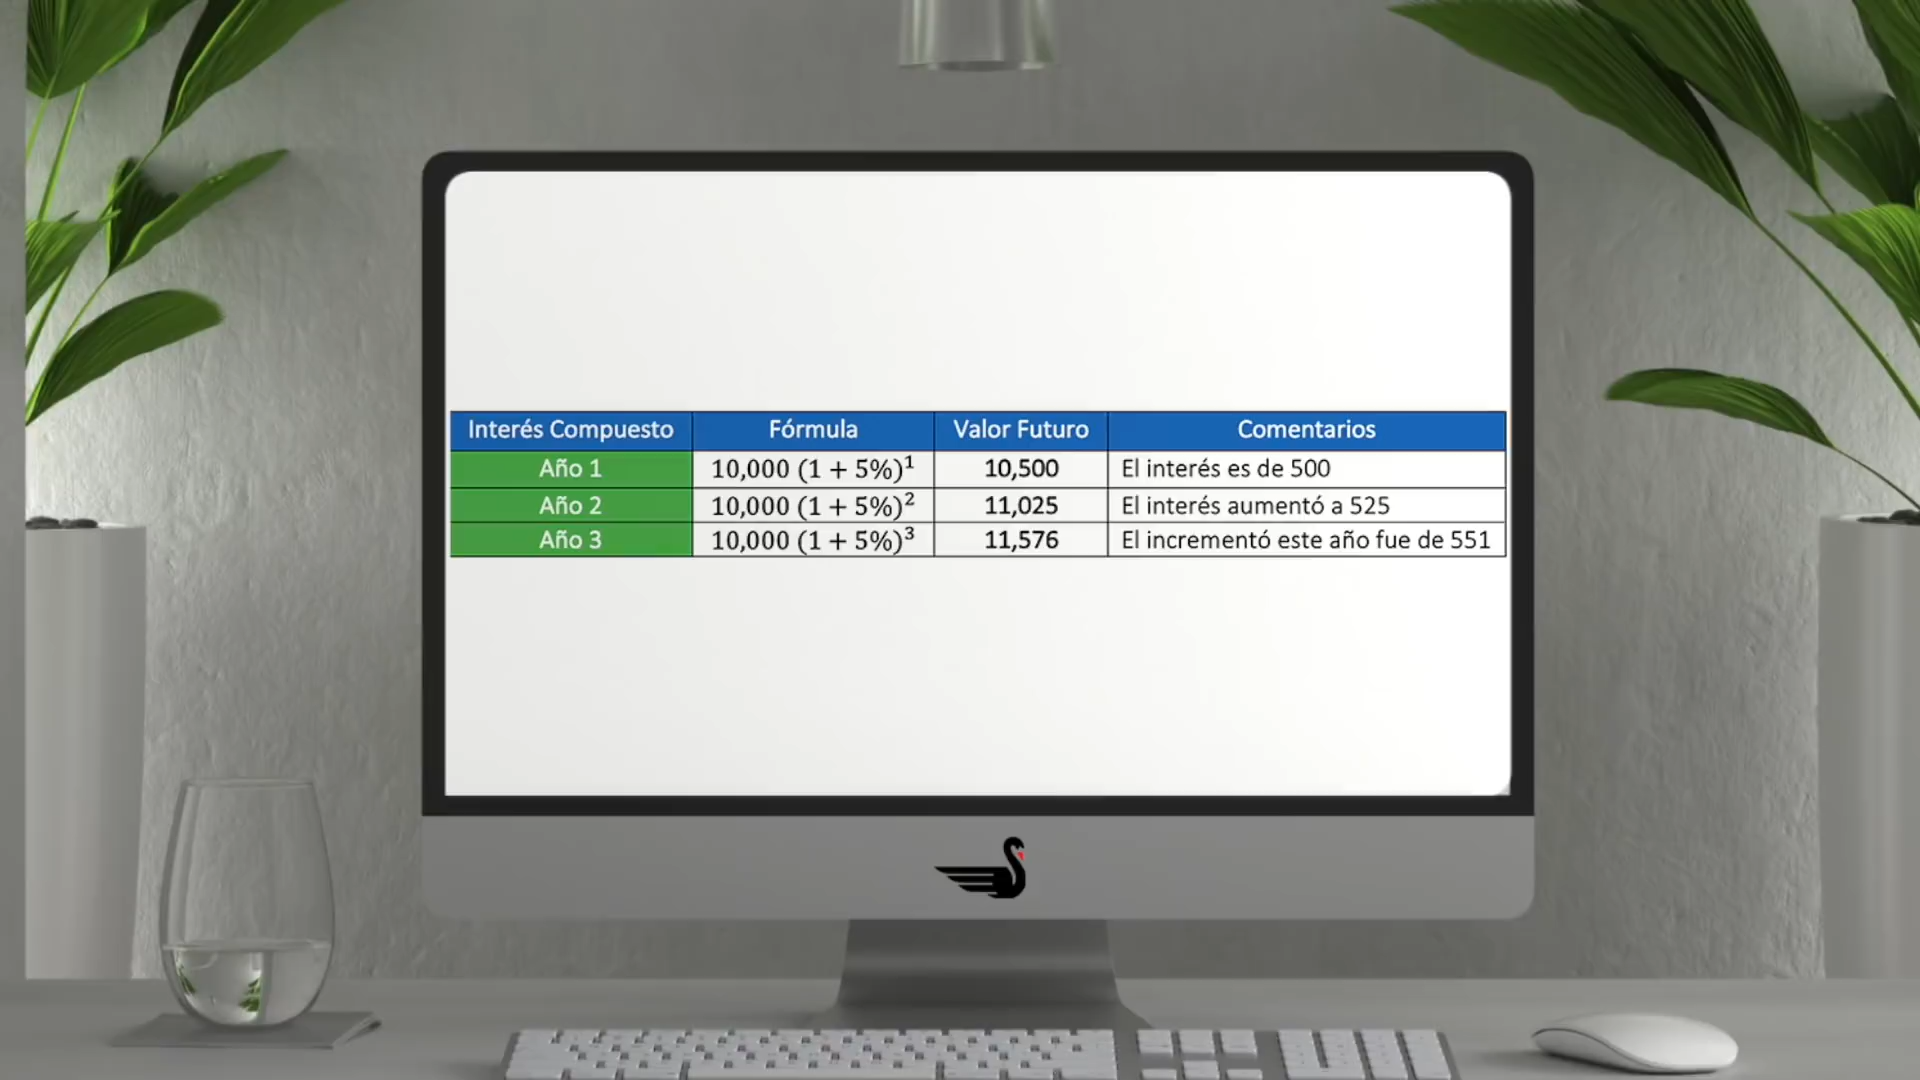 Interés Compuesto Fórmula Valor Futuro Comentarios
Año 1 10,000 (1 + 5%)¹ 10,500 El interés es de 500
Año 2 10,000 (1 + 5%)² 11,025 El interés aumentó a 525
Año 3 10,000 (1 + 5%)³ 11,576 El incrementó este año fue de 551